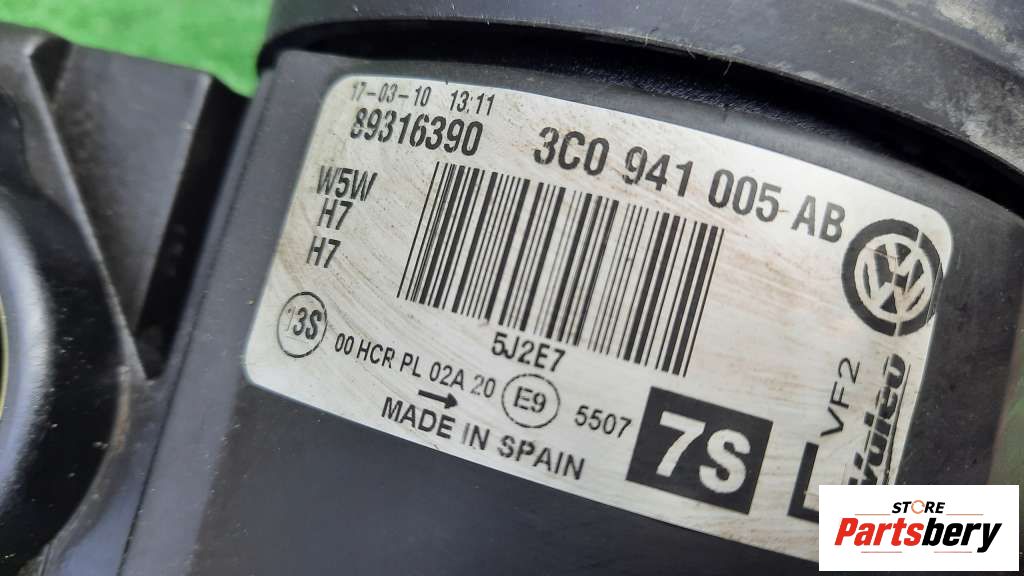 17-03-10 13:11
89316390 3C0 941 005 AB
W5W
H7
H7
5J2E7
13S 00 HCR PL 02A 20 E9 5507 7S
MADE IN SPAIN
VF2
Valeo
STORE
Partsbery